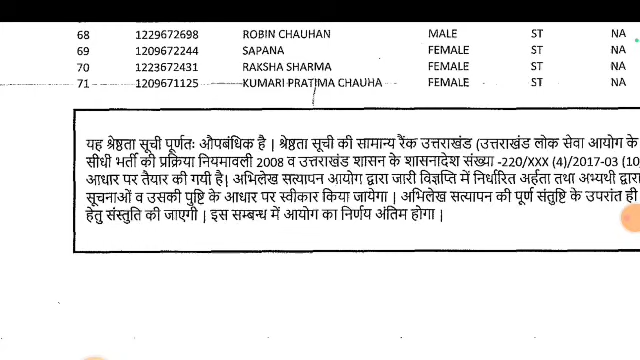 68 1229672698 ROBIN CHAUHAN MALE ST NA
69 1209672244 SAPANA FEMALE ST NA
70 1223672431 RAKSHA SHARMA FEMALE ST NA
71 1209671125 KUMARI PRATIMA CHAUHA FEMALE ST NA
यह श्रेष्ठता सूची पूर्णतः औपबंधिक है | श्रेष्ठता सूची की सामान्य रैंक उत्तराखंड (उत्तराखंड लोक सेवा आयोग के
सीधी भर्ती की प्रक्रिया नियमावली 2008 व उत्तराखंड शासन के शासनादेश संख्या -220/XXX (4)/2017-03 (10
आधार पर तैयार की गयी है| अभिलेख सत्यापन आयोग द्वारा जारी विज्ञप्ति में निर्धारित अर्हता तथा अभ्यथी द्वारा
सूचनाओं व उसकी पुष्टि के आधार पर स्वीकार किया जायेगा | अभिलेख सत्यापन की पूर्ण संतुष्टि के उपरांत ही
हेतु संस्तुति की जाएगी | इस सम्बन्ध में आयोग का निर्णय अंतिम होगा |